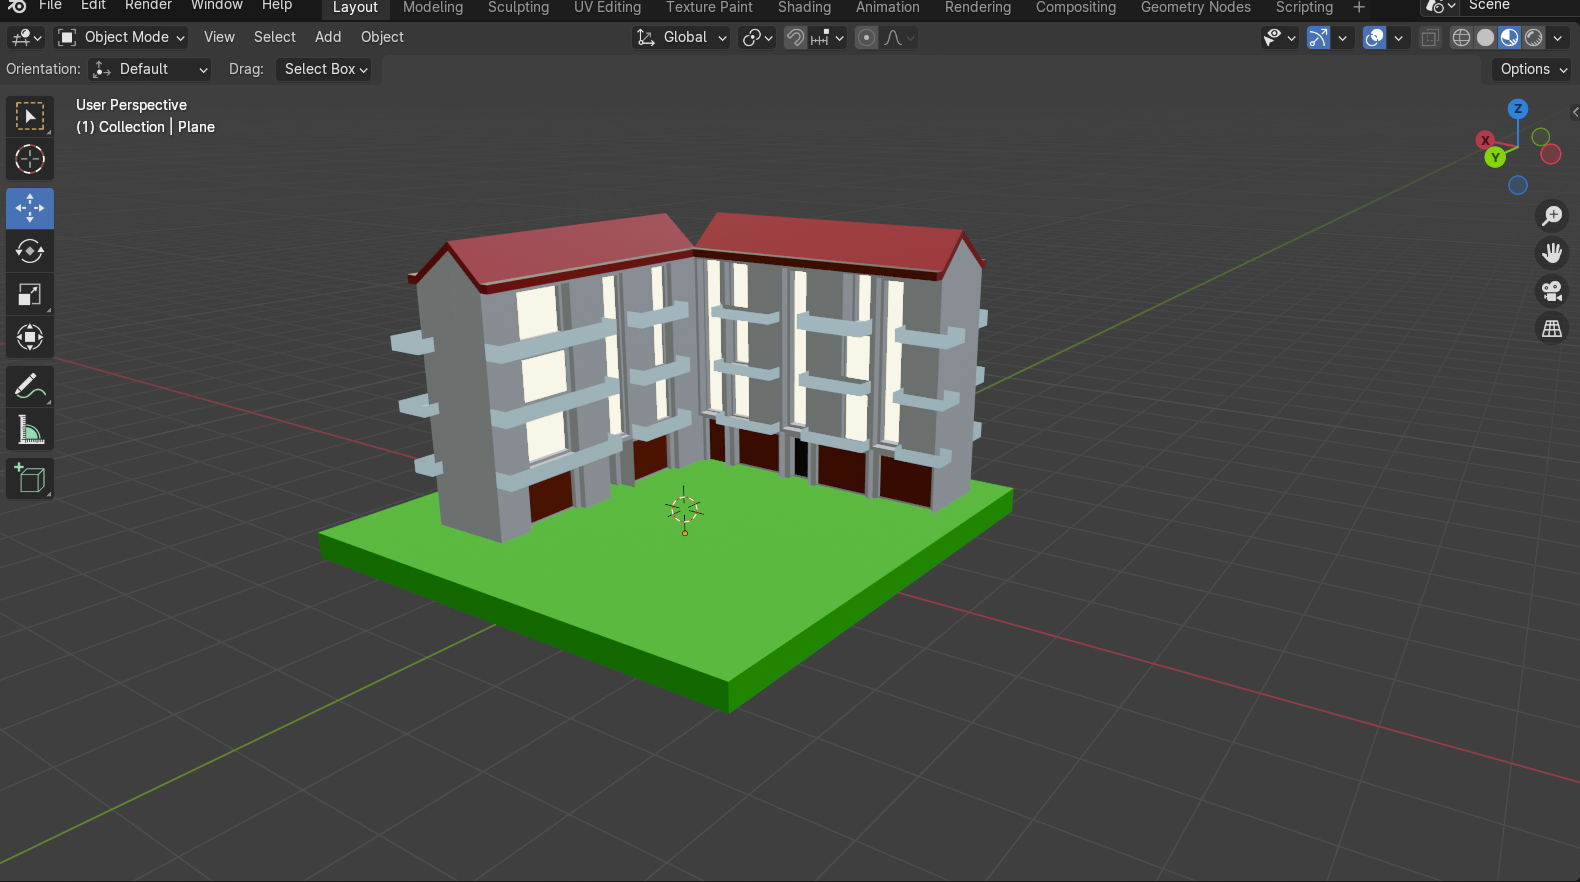 File Edit Render Window Help Layout Modeling Sculpting UV Editing Texture Paint Shading Animation Rendering Compositing Geometry Nodes Scripting + Scene
Object Mode View Select Add Object Global
Orientation: Default Drag: Select Box Options
User Perspective
(1) Collection | Plane
Z
X
Y